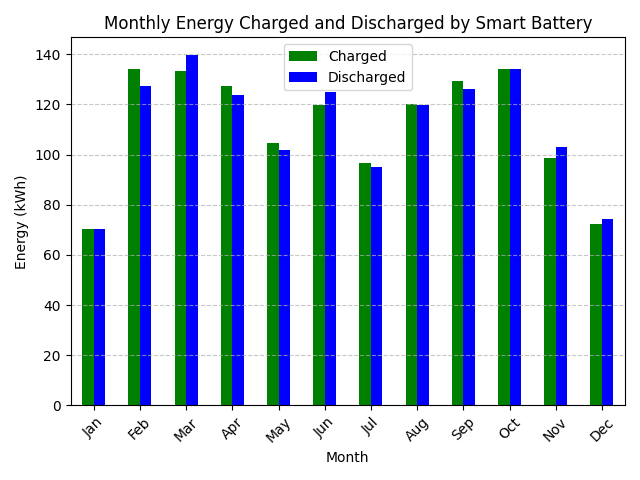 Monthly Energy Charged and Discharged by Smart Battery
Charged
Discharged
Energy (kWh)
140
120
100
80
60
40
20
0
Jan Feb Mar Apr May Jun Jul Aug Sep Oct Nov Dec
Month